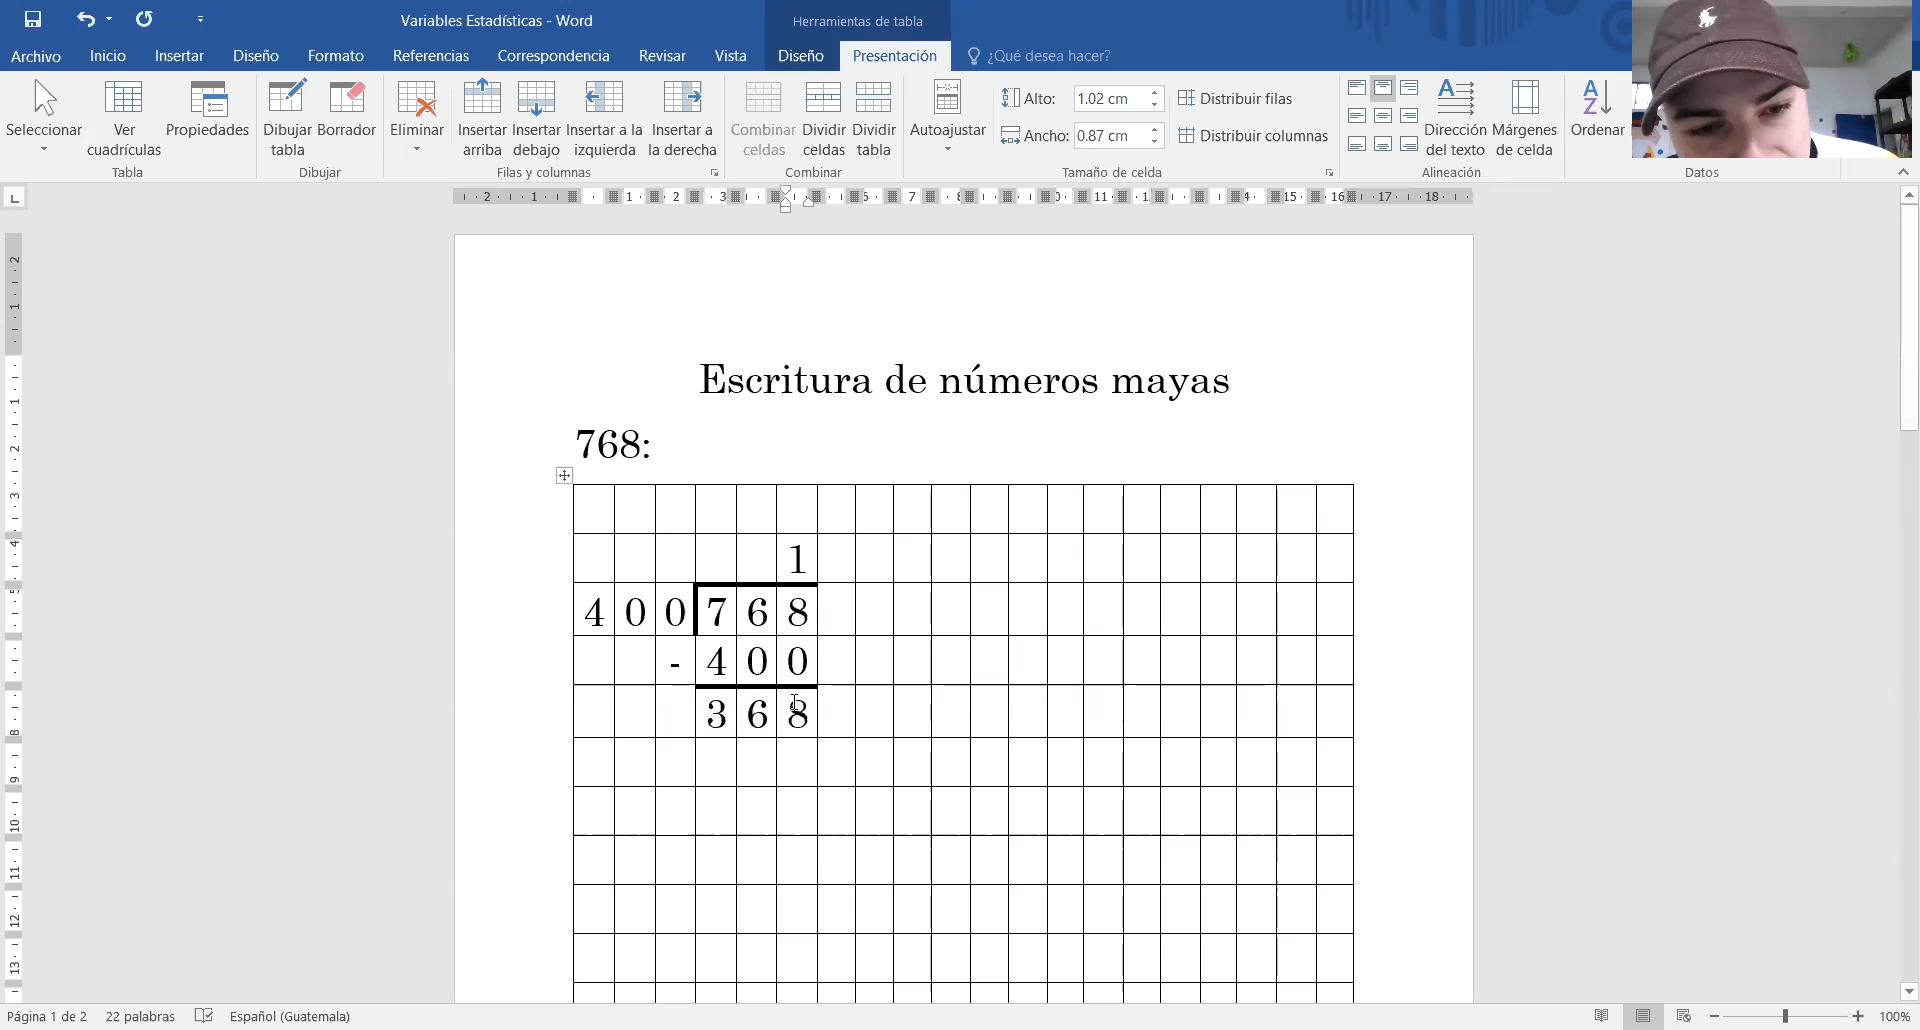 Variables Estadísticas - Word
Herramientas de tabla
Archivo Inicio Insertar Diseño Formato Referencias Correspondencia Revisar Vista Diseño Presentación ¿Qué desea hacer?
Seleccionar
Ver cuadrículas
Propiedades
Tabla
Dibujar tabla
Borrador
Dibujar
Eliminar
Insertar arriba
Insertar debajo
Insertar a la izquierda
Insertar a la derecha
Filas y columnas
Combinar celdas
Dividir celdas
Dividir tabla
Combinar
Autoajustar
Alto: 1.02 cm
Ancho: 0.87 cm
Distribuir filas
Distribuir columnas
Tamaño de celda
Dirección del texto
Márgenes de celda
Alineación
Ordenar
Datos
Escritura de números mayas
768:
1
4 0 0 7 6 8
- 4 0 0
3 6 8
Página 1 de 2 22 palabras Español (Guatemala) 100%